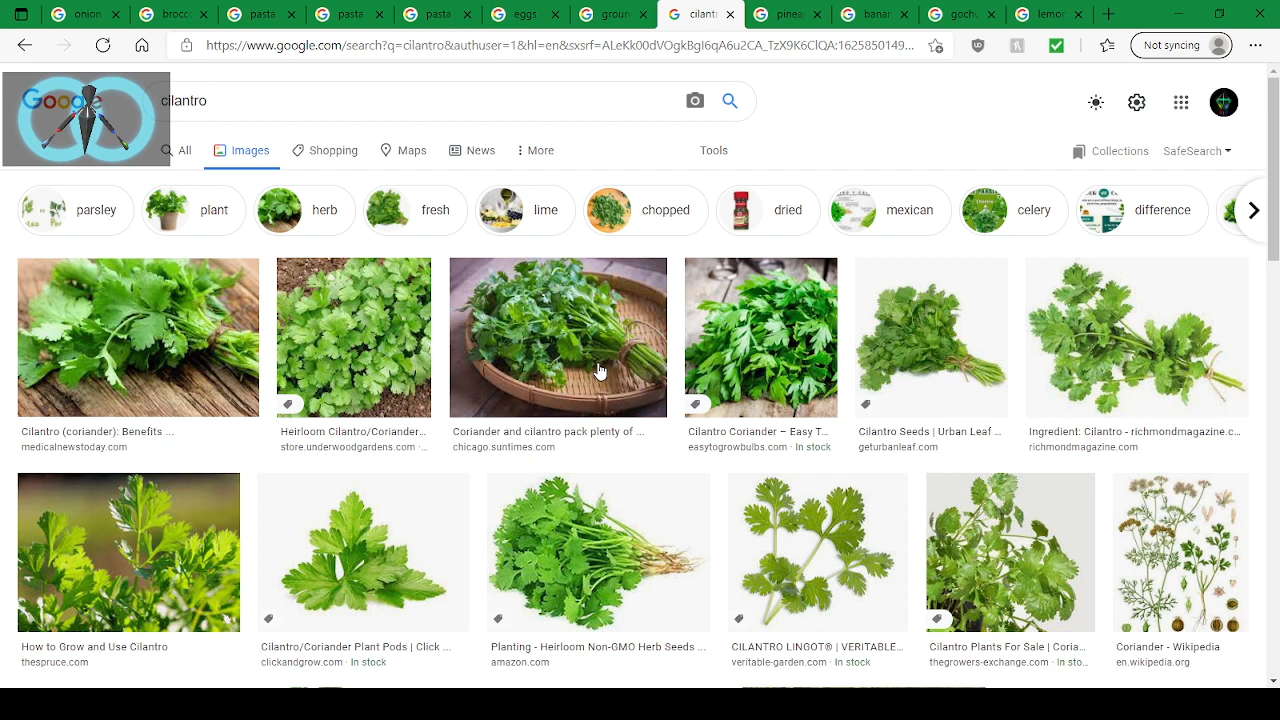 onion
brocc
pasta
pasta
pasta
eggs -
groun
cilant
pinea
banan
gochu
lemon
https://www.google.com/search?q=cilantro&authuser=1&hl=en&sxsrf=ALeKk00dVOgkBgI6qA6u2CA_TzX9K6ClQA:1625850149...
Not syncing
Google
cilantro
All
Images
Shopping
Maps
News
More
Tools
Collections
SafeSearch
parsley
plant
herb
fresh
lime
chopped
dried
mexican
celery
difference
Cilantro (coriander): Benefits ...
medicalnewstoday.com
Heirloom Cilantro/Coriander...
store.underwoodgardens.com · ..
Coriander and cilantro pack plenty of ...
chicago.suntimes.com
Cilantro Coriander – Easy T...
easytogrowbulbs.com · In stock
Cilantro Seeds | Urban Leaf ...
geturbanleaf.com
Ingredient: Cilantro - richmondmagazine.c...
richmondmagazine.com
How to Grow and Use Cilantro
thespruce.com
Cilantro/Coriander Plant Pods | Click ...
clickandgrow.com · In stock
Planting - Heirloom Non-GMO Herb Seeds ...
amazon.com
CILANTRO LINGOT® | VERITABLE...
veritable-garden.com · In stock
Cilantro Plants For Sale | Coria...
thegrowers-exchange.com · In sto...
Coriander - Wikipedia
en.wikipedia.org